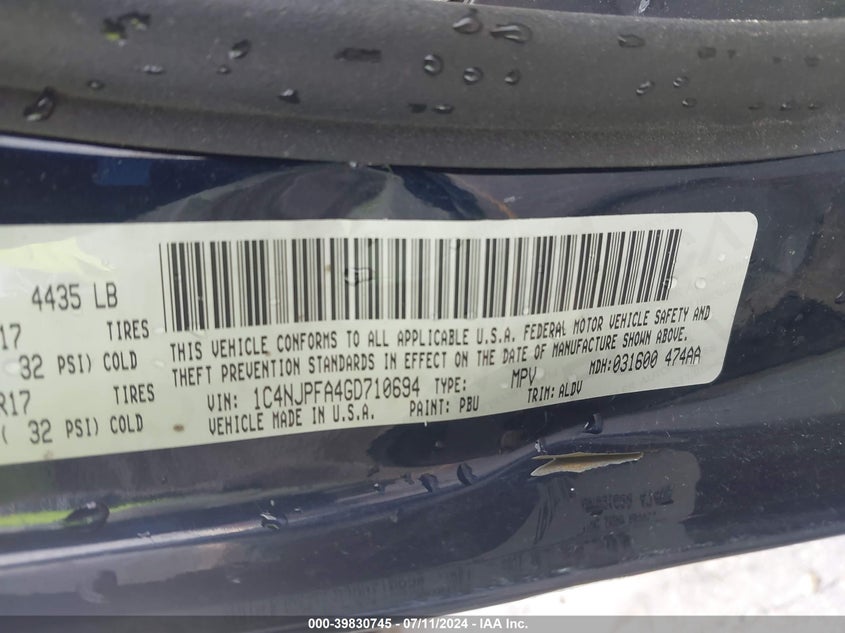 4435 LB
17 TIRES
32 PSI) COLD
R17 TIRES
( 32 PSI) COLD
THIS VEHICLE CONFORMS TO ALL APPLICABLE U.S.A. FEDERAL MOTOR VEHICLE SAFETY AND
THEFT PREVENTION STANDARDS IN EFFECT ON THE DATE OF MANUFACTURE SHOWN ABOVE.
VIN: 1C4NJPFA4GD710694 TYPE: MPV MDH: 031600 474AA
VEHICLE MADE IN U.S.A. PAINT: PBU TRIM: ALDV
000-39830745 - 07/11/2024 - IAA Inc.